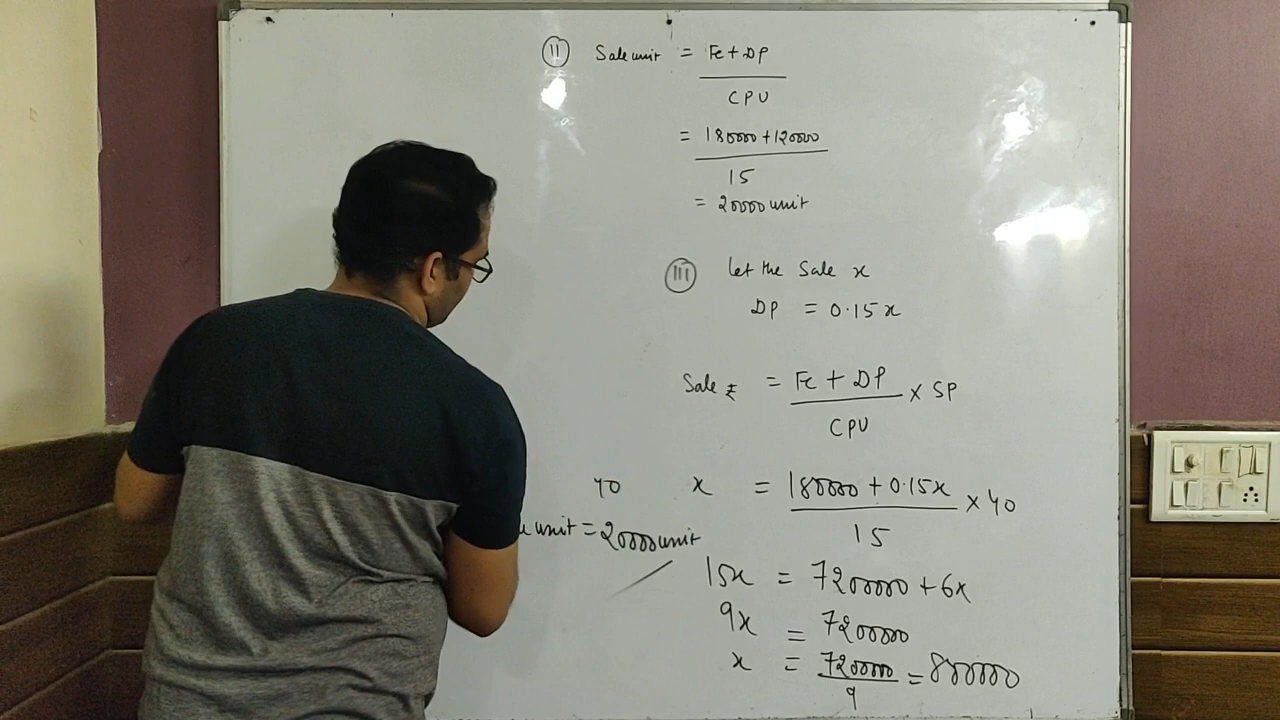 (II) Sale unit = Fc + DP
CPU
= 180000 + 120000
15
= 20000 unit
(III) let the Sale x
DP = 0.15x
Sale ₹ = Fc + DP × SP
CPU
40 x = 180000 + 0.15x × 40
15
unit = 20000 unit
15x = 7200000 + 6x
9x = 7200000
x = 7200000 = 800000
9